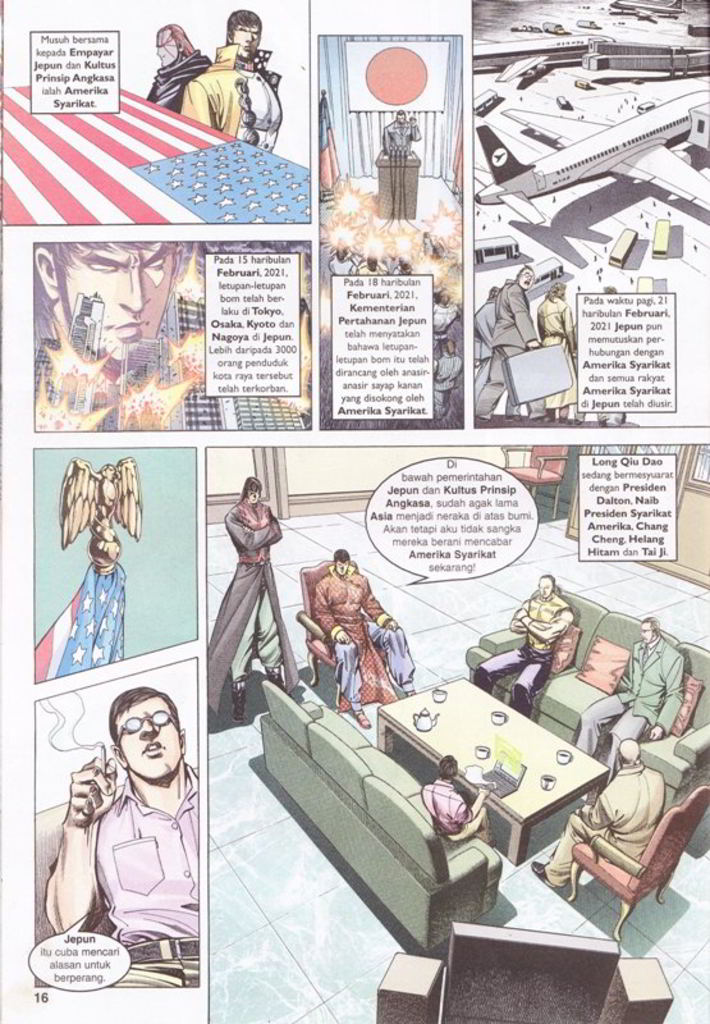 Musuh bersama
kepada Empayar
Jepun dan Kultus
Prinsip Angkasa
ialah Amerika
Syarikat.
Pada 15 haribulan
Februari, 2021,
letupan-letupan
bom telah ber-
laku di Tokyo,
Osaka, Kyoto dan
Nagoya di Jepun.
Lebih daripada 3000
orang penduduk
kota raya tersebut
telah terkorban.
Pada 18 haribulan
Februari, 2021,
Kementerian
Pertahanan Jepun
telah menyatakan
bahawa letupan-
letupan bom itu telah
dirancang oleh anasir-
anasir sayap kanan
yang disokong oleh
Amerika Syarikat.
Pada waktu pagi, 21
haribulan Februari,
2021 Jepun pun
memutuskan per-
hubungan dengan
Amerika Syarikat
dan semua rakyat
Amerika Syarikat
di Jepun telah diusir.
Di
bawah pemerintahan
Jepun dan Kultus Prinsip
Angkasa, sudah agak lama
Asia menjadi neraka di atas bumi.
Akan tetapi aku tidak sangka
mereka berani mencabar
Amerika Syarikat
sekarang!
Long Qiu Dao
sedang bermesyuarat
dengan Presiden
Dalton, Naib
Presiden Syarikat
Amerika, Chang
Cheng, Helang
Hitam dan Tai Ji.
Jepun
itu cuba mencari
alasan untuk
berperang.
16